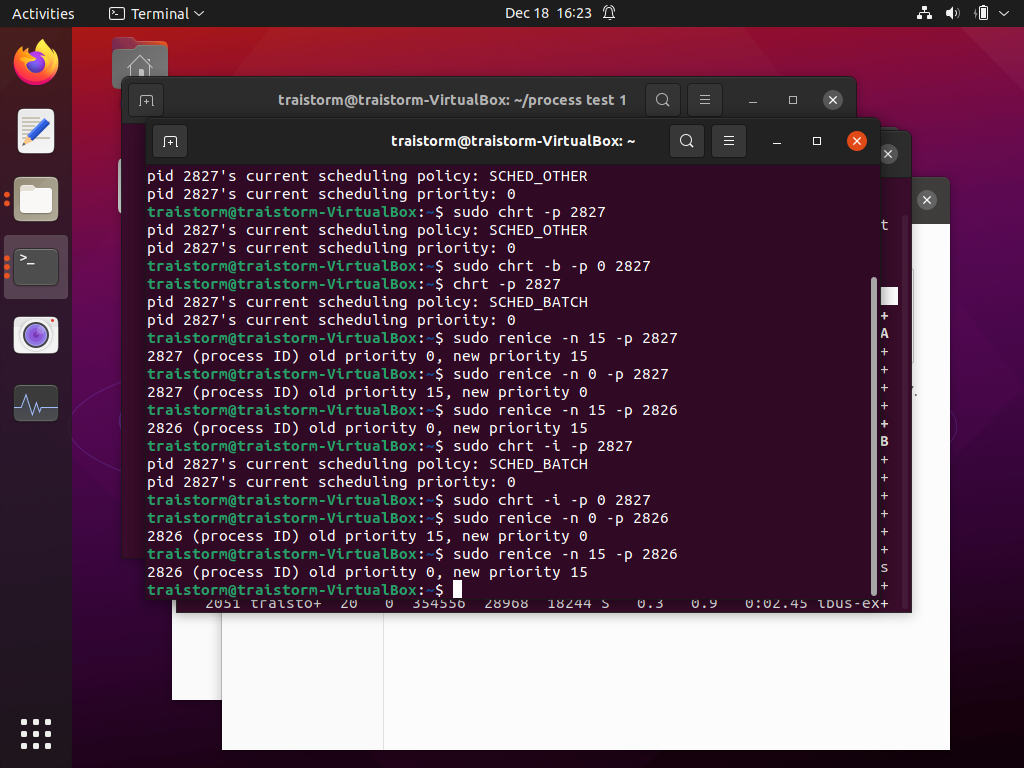 Activities
Terminal
Dec 18 16:23
traistorm@traistorm-VirtualBox: ~/process test 1
traistorm@traistorm-VirtualBox: ~
pid 2827's current scheduling policy: SCHED_OTHER
pid 2827's current scheduling priority: 0
traistorm@traistorm-VirtualBox:~$ sudo chrt -p 2827
pid 2827's current scheduling policy: SCHED_OTHER
pid 2827's current scheduling priority: 0
traistorm@traistorm-VirtualBox:~$ sudo chrt -b -p 0 2827
traistorm@traistorm-VirtualBox:~$ chrt -p 2827
pid 2827's current scheduling policy: SCHED_BATCH
pid 2827's current scheduling priority: 0
traistorm@traistorm-VirtualBox:~$ sudo renice -n 15 -p 2827
2827 (process ID) old priority 0, new priority 15
traistorm@traistorm-VirtualBox:~$ sudo renice -n 0 -p 2827
2827 (process ID) old priority 15, new priority 0
traistorm@traistorm-VirtualBox:~$ sudo renice -n 15 -p 2826
2826 (process ID) old priority 0, new priority 15
traistorm@traistorm-VirtualBox:~$ sudo chrt -i -p 2827
pid 2827's current scheduling policy: SCHED_BATCH
pid 2827's current scheduling priority: 0
traistorm@traistorm-VirtualBox:~$ sudo chrt -i -p 0 2827
traistorm@traistorm-VirtualBox:~$ sudo renice -n 0 -p 2826
2826 (process ID) old priority 15, new priority 0
traistorm@traistorm-VirtualBox:~$ sudo renice -n 15 -p 2826
2826 (process ID) old priority 0, new priority 15
traistorm@traistorm-VirtualBox:~$
t
+
A
+
+
+
+
+
B
+
+
+
+
+
+
s
+
2051 traisto+ 20 0 354556 28968 18244 S 0.3 0.9 0:02.45 ibus-ex+